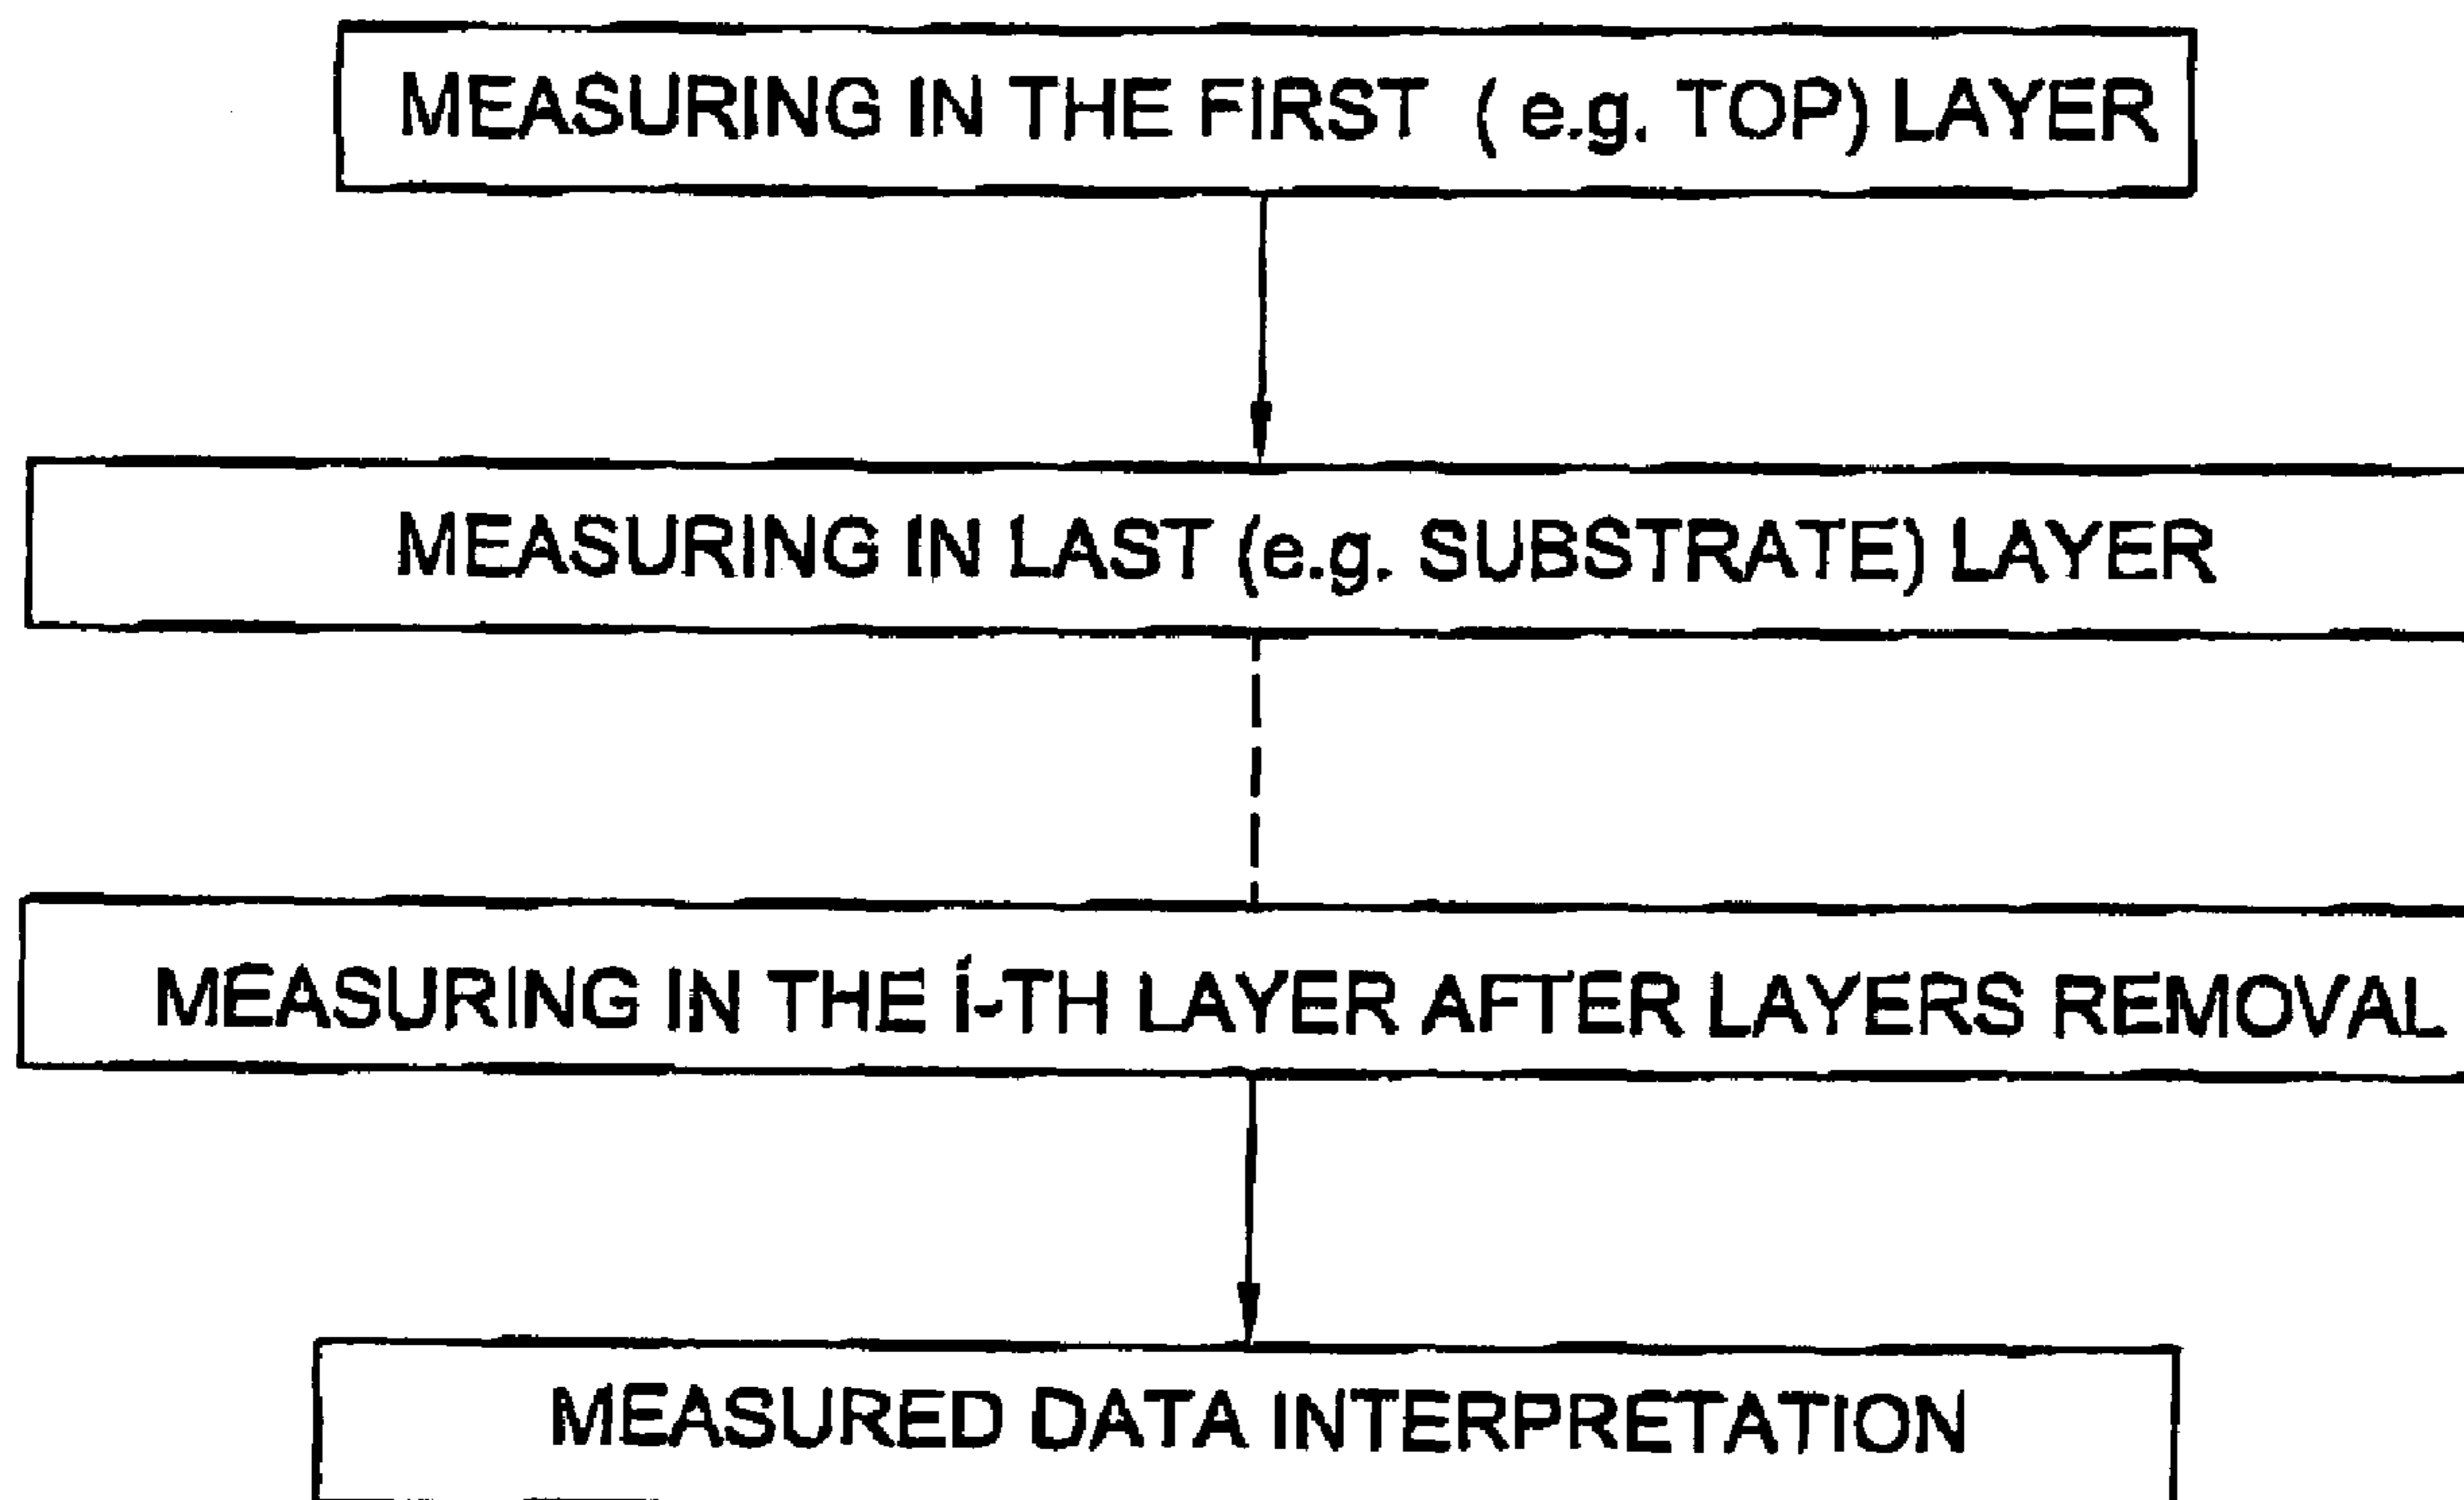 MEASURING IN THE FIRST ( e.g. TOP) LAYER
MEASURING IN LAST (e.g. SUBSTRATE) LAYER
MEASURING IN THE i-TH LAYER AFTER LAYERS REMOVAL
MEASURED DATA INTERPRETATION